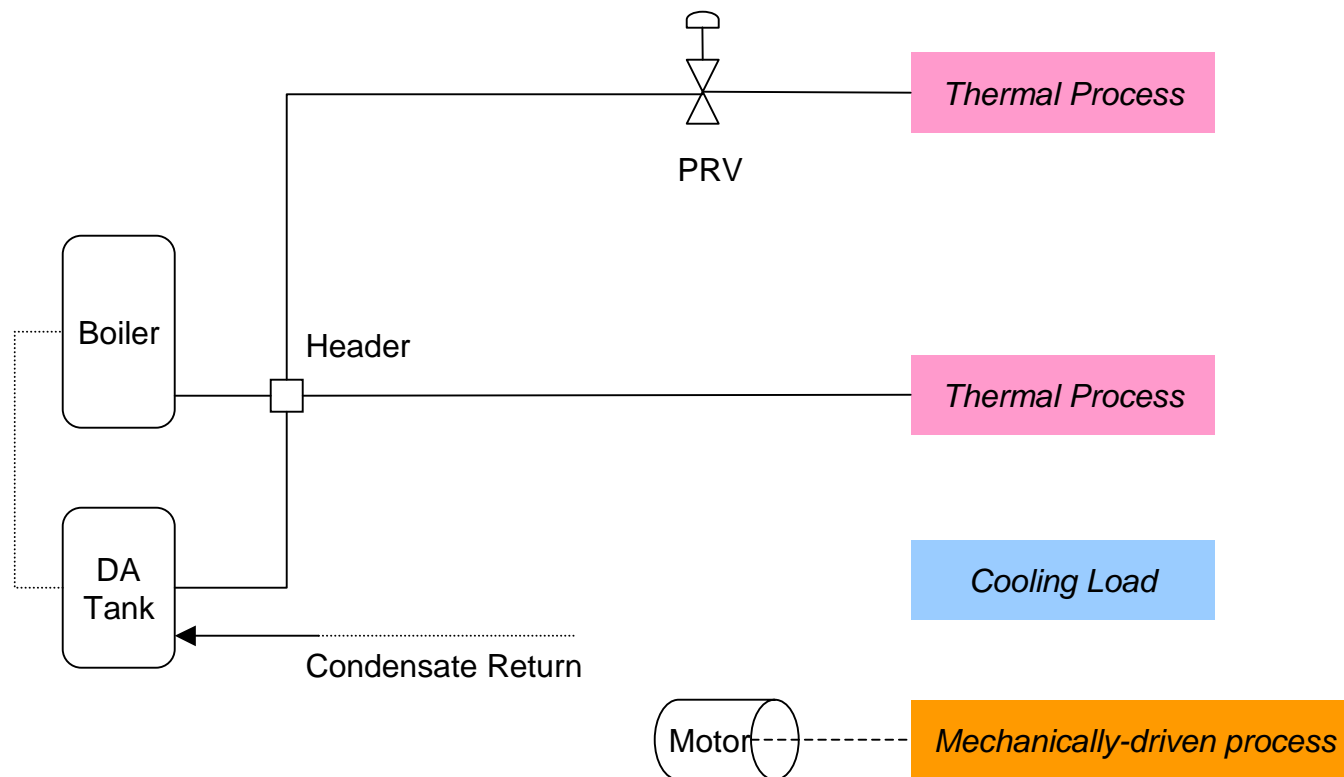 Thermal Process
PRV
Boiler
Header
Thermal Process
DA
Tank
Cooling Load
Condensate Return
Motor
Mechanically-driven process